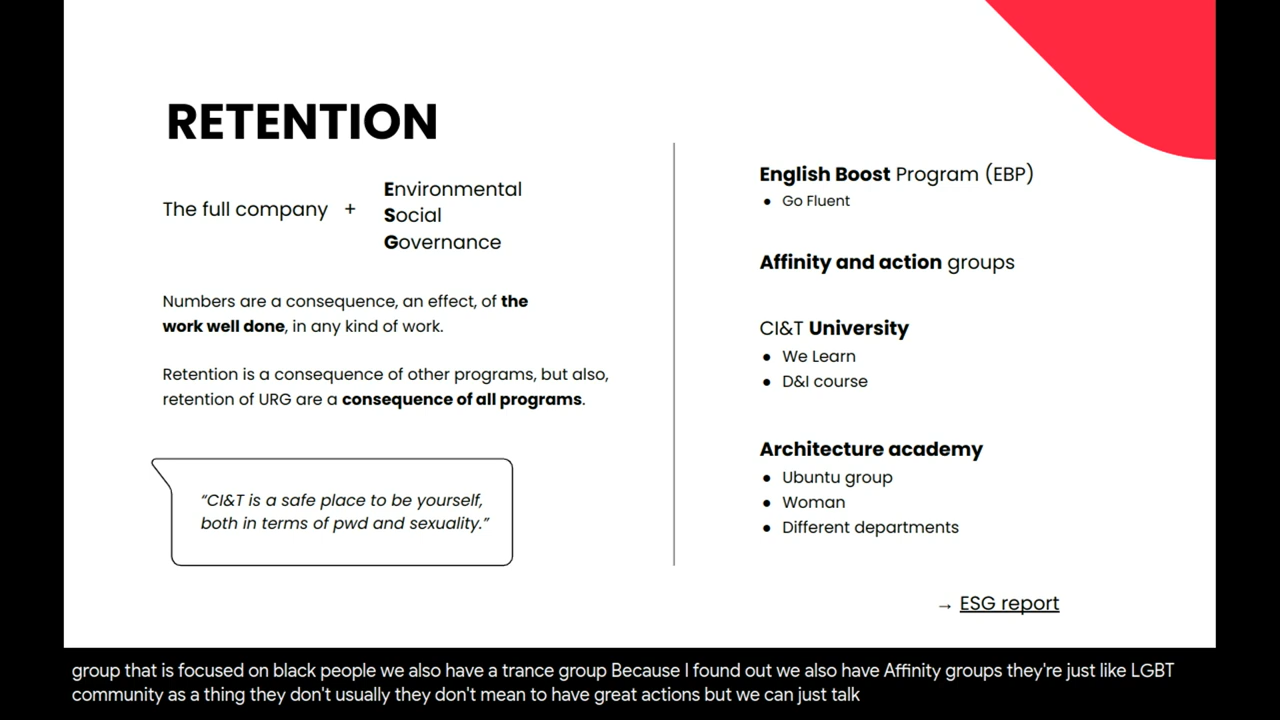 RETENTION
The full company +
Environmental
Social
Governance
Numbers are a consequence, an effect, of the
work well done, in any kind of work.
Retention is a consequence of other programs, but also,
retention of URG are a consequence of all programs.
“CI&T is a safe place to be yourself,
both in terms of pwd and sexuality.”
English Boost Program (EBP)
● Go Fluent
Affinity and action groups
CI&T University
● We Learn
● D&I course
Architecture academy
● Ubuntu group
● Woman
● Different departments
→ ESG report
group that is focused on black people we also have a trance group Because I found out we also have Affinity groups they're just like LGBT
community as a thing they don't usually they don't mean to have great actions but we can just talk